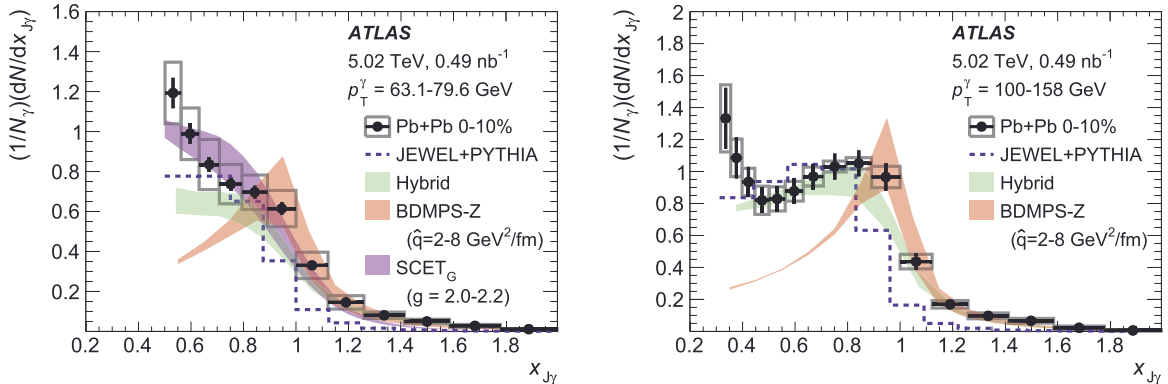 ATLAS
5.02 TeV, 0.49 nb⁻¹
p_T^γ = 63.1-79.6 GeV
Pb+Pb 0-10%
JEWEL+PYTHIA
Hybrid
BDMPS-Z
(q̂=2-8 GeV²/fm)
SCET_G
(g = 2.0-2.2)
(1/N_γ)(dN/dx_Jγ)
1.6
1.4
1.2
1
0.8
0.6
0.4
0.2
0.2 0.4 0.6 0.8 1 1.2 1.4 1.6 1.8
x_Jγ
ATLAS
5.02 TeV, 0.49 nb⁻¹
p_T^γ = 100-158 GeV
Pb+Pb 0-10%
JEWEL+PYTHIA
Hybrid
BDMPS-Z
(q̂=2-8 GeV²/fm)
(1/N_γ)(dN/dx_Jγ)
2
1.8
1.6
1.4
1.2
1
0.8
0.6
0.4
0.2
0.2 0.4 0.6 0.8 1 1.2 1.4 1.6 1.8
x_Jγ